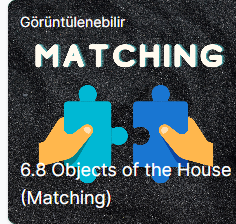 Görüntülenebilir
MATCHING
6.8 Objects of the House
(Matching)